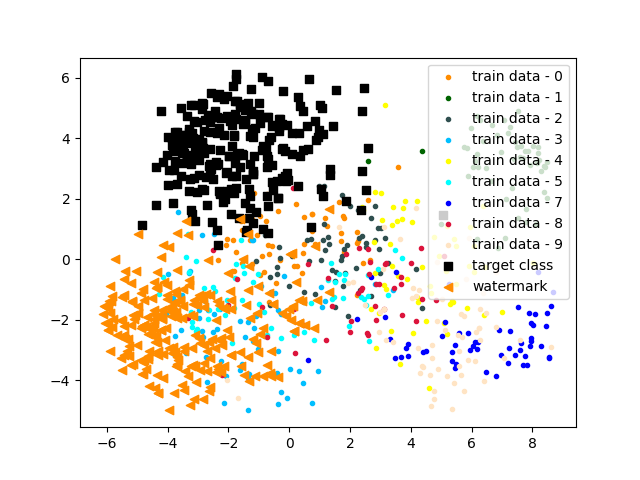 6
4
2
0
−2
−4
−6
−4
−2
0
2
4
6
8
train data - 0
train data - 1
train data - 2
train data - 3
train data - 4
train data - 5
train data - 7
train data - 8
train data - 9
target class
watermark